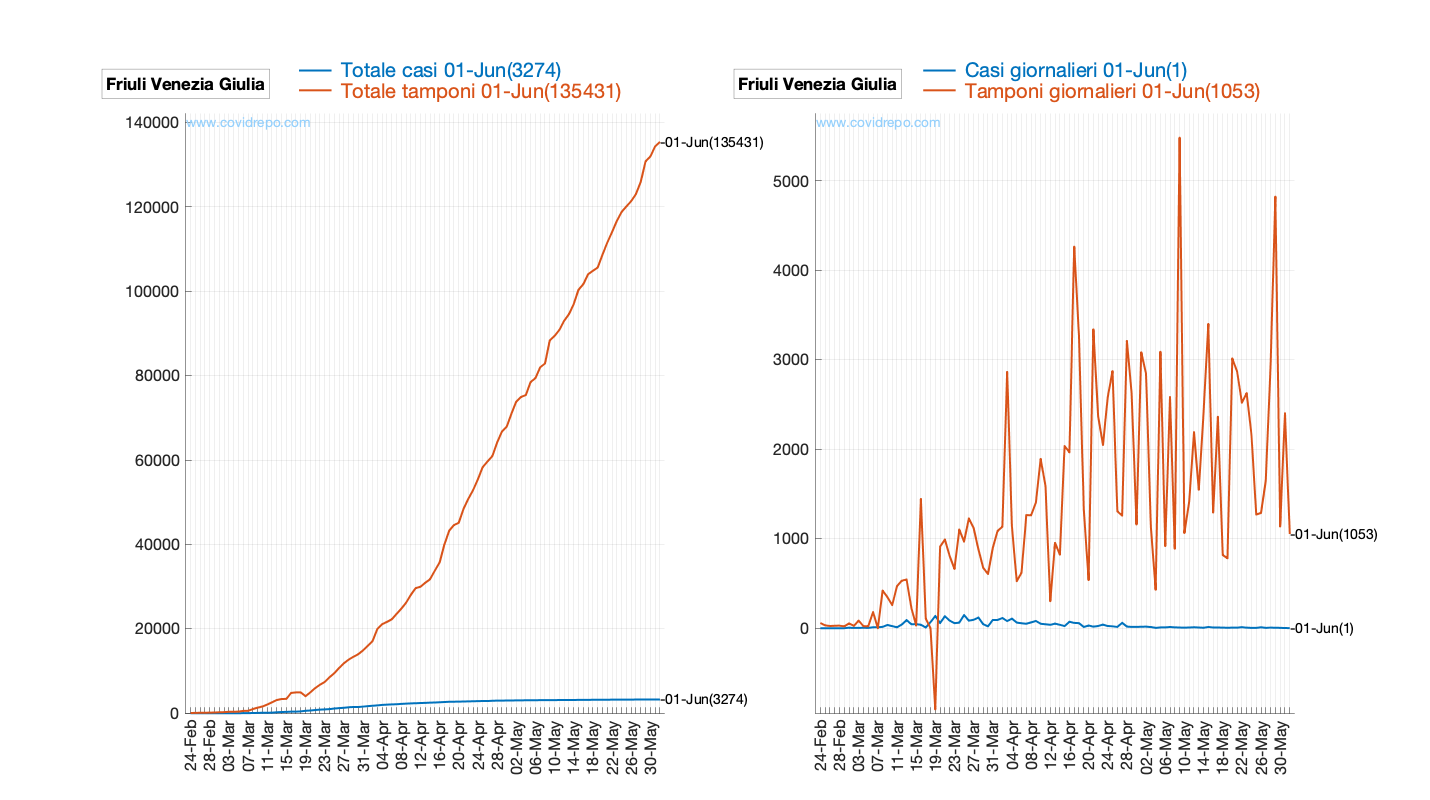 Friuli Venezia Giulia
Totale casi 01-Jun(3274)
Totale tamponi 01-Jun(135431)
www.covidrepo.com
140000
120000
100000
80000
60000
40000
20000
0
-01-Jun(135431)
-01-Jun(3274)
24-Feb
28-Feb
03-Mar
07-Mar
11-Mar
15-Mar
19-Mar
23-Mar
27-Mar
31-Mar
04-Apr
08-Apr
12-Apr
16-Apr
20-Apr
24-Apr
28-Apr
02-May
06-May
10-May
14-May
18-May
22-May
26-May
30-May
Friuli Venezia Giulia
Casi giornalieri 01-Jun(1)
Tamponi giornalieri 01-Jun(1053)
www.covidrepo.com
5000
4000
3000
2000
1000
0
-01-Jun(1053)
-01-Jun(1)
24-Feb
28-Feb
03-Mar
07-Mar
11-Mar
15-Mar
19-Mar
23-Mar
27-Mar
31-Mar
04-Apr
08-Apr
12-Apr
16-Apr
20-Apr
24-Apr
28-Apr
02-May
06-May
10-May
14-May
18-May
22-May
26-May
30-May